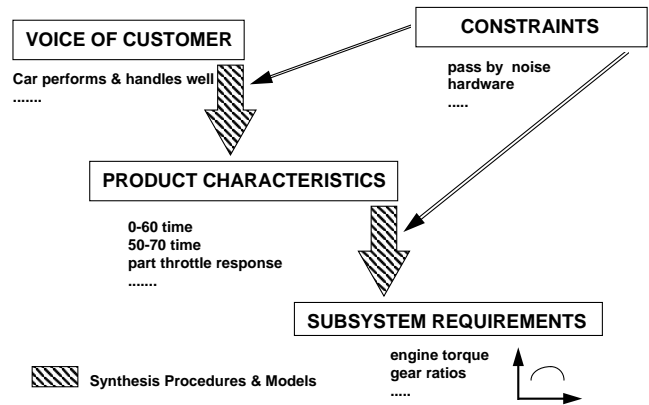 VOICE OF CUSTOMER
CONSTRAINTS
Car performs & handles well
.......
pass by noise
hardware
.....
PRODUCT CHARACTERISTICS
0-60 time
50-70 time
part throttle response
.......
SUBSYSTEM REQUIREMENTS
engine torque
gear ratios
.....
Synthesis Procedures & Models